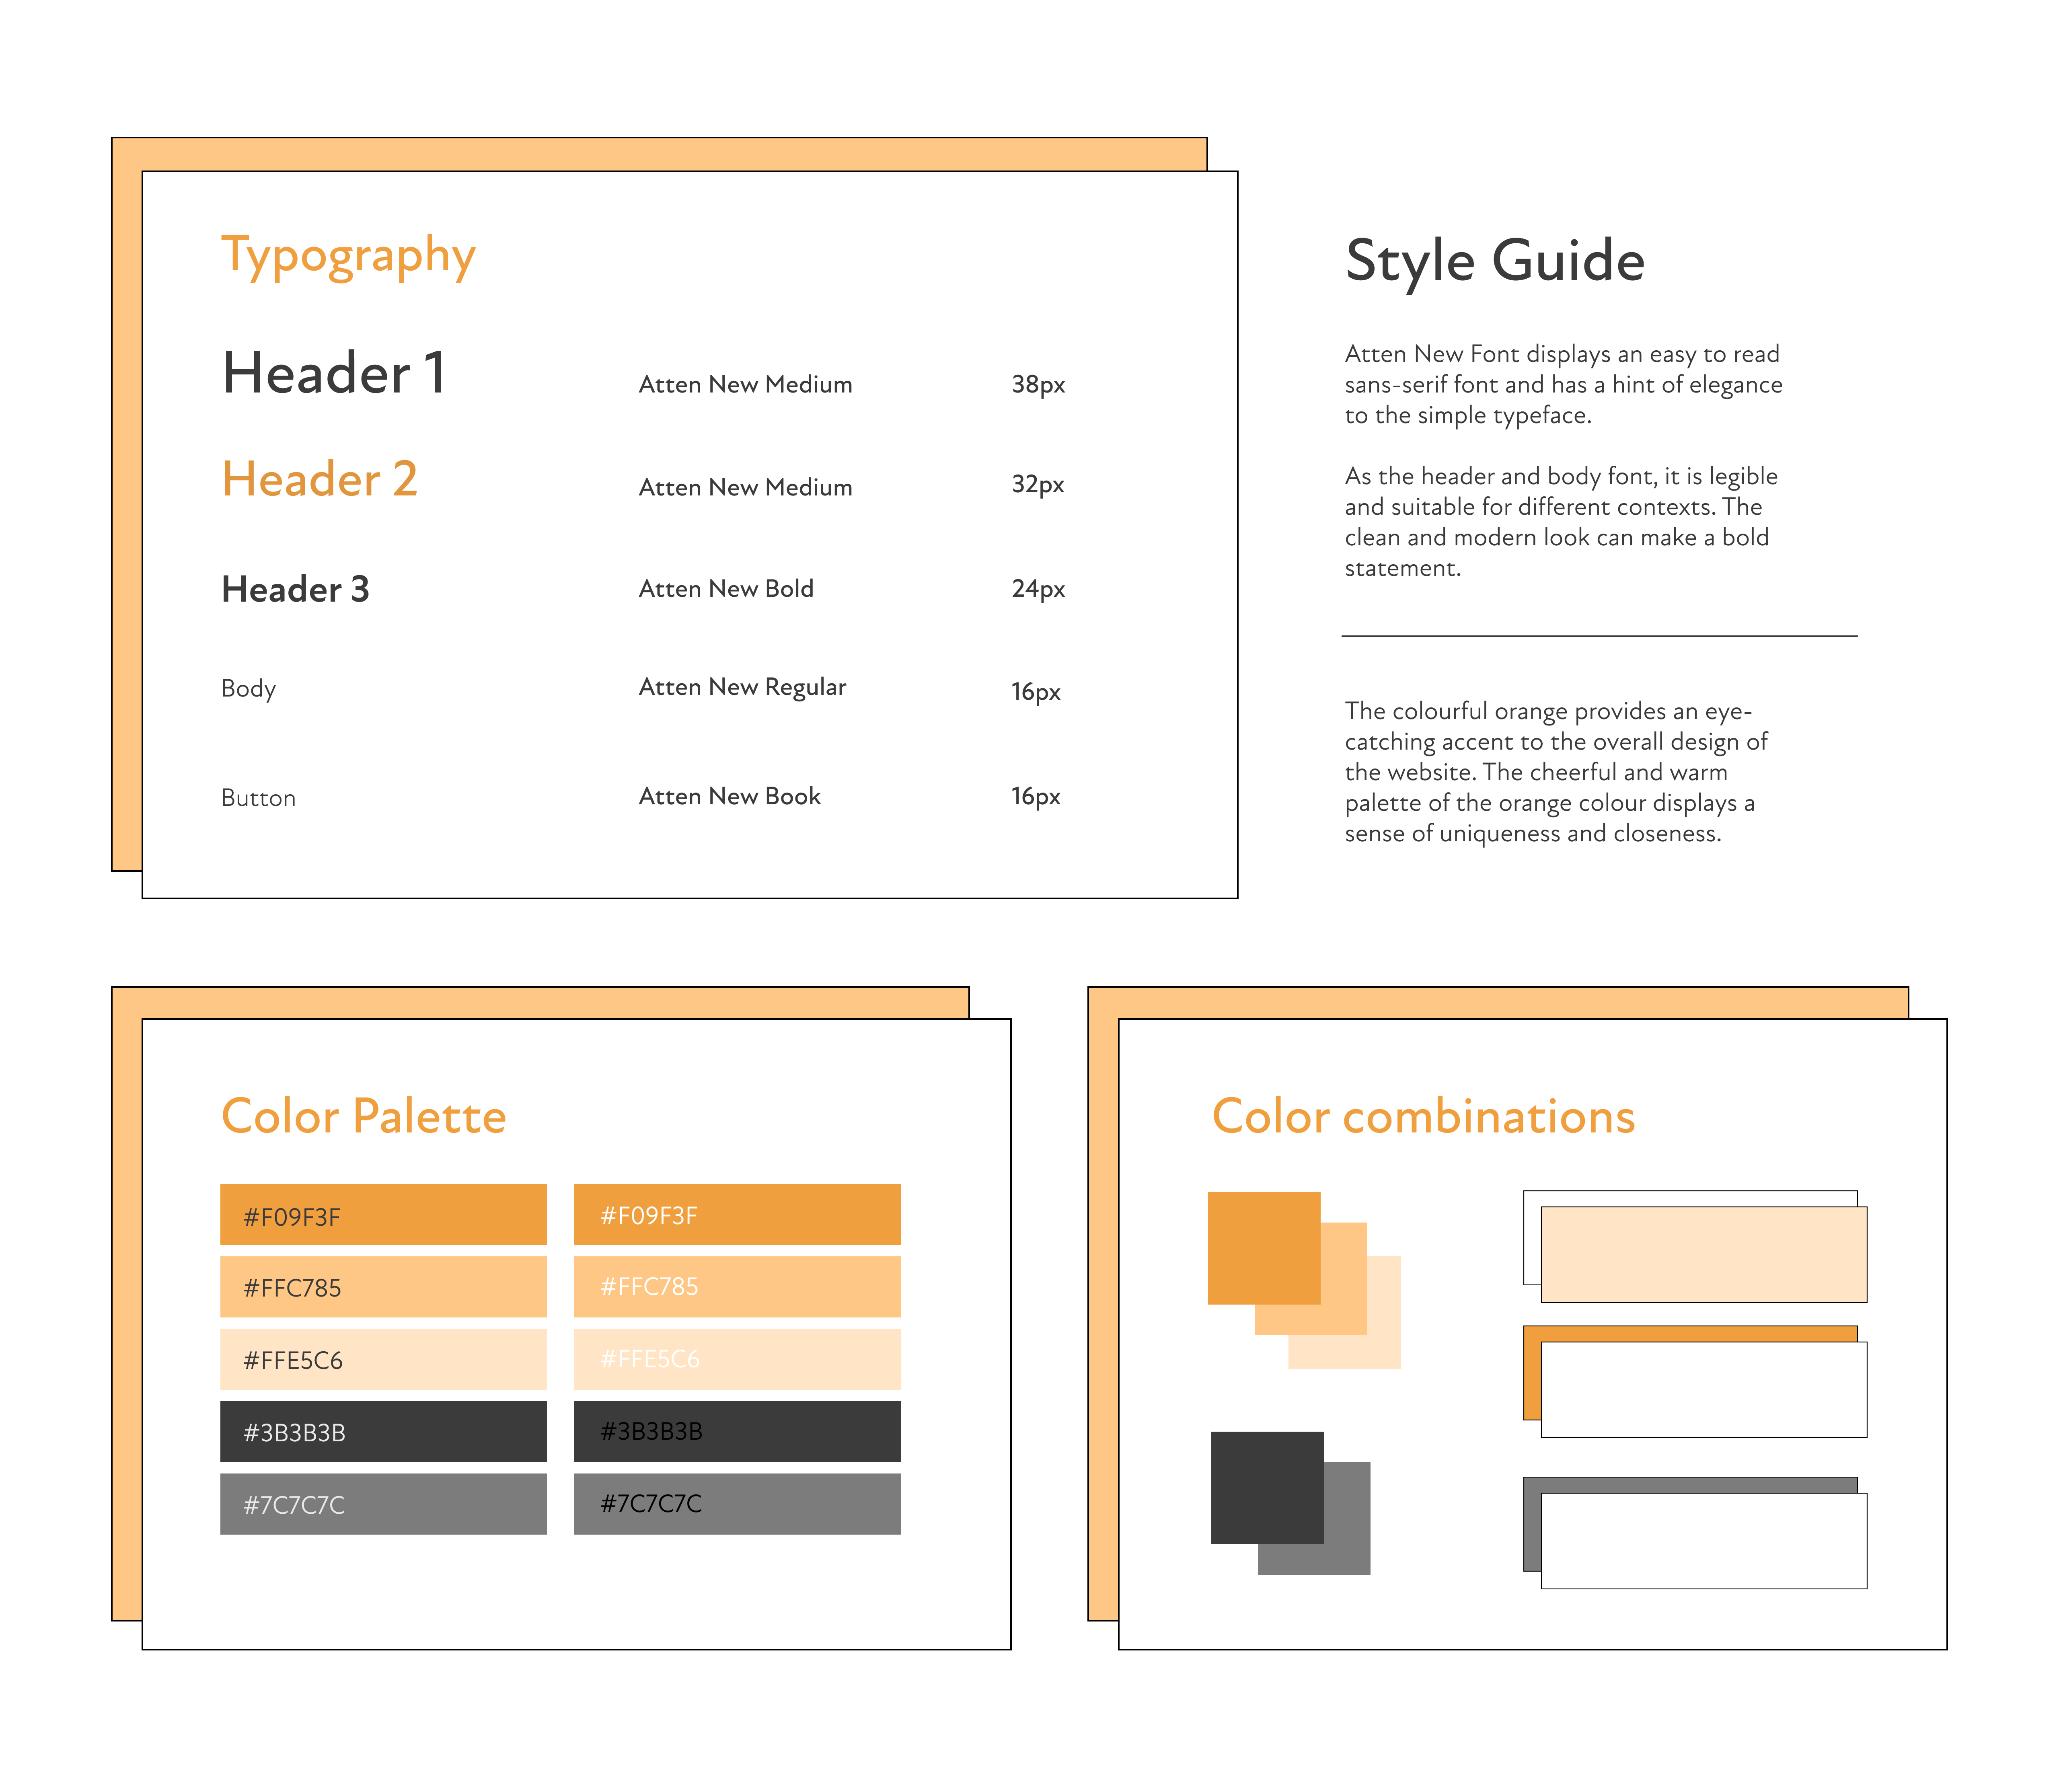 Typography
Header 1 Atten New Medium 38px
Header 2 Atten New Medium 32px
Header 3 Atten New Bold 24px
Body Atten New Regular 16px
Button Atten New Book 16px
Style Guide
Atten New Font displays an easy to read
sans-serif font and has a hint of elegance
to the simple typeface.
As the header and body font, it is legible
and suitable for different contexts. The
clean and modern look can make a bold
statement.
The colourful orange provides an eye-
catching accent to the overall design of
the website. The cheerful and warm
palette of the orange colour displays a
sense of uniqueness and closeness.
Color Palette
#F09F3F #F09F3F
#FFC785 #FFC785
#FFE5C6 #FFE5C6
#3B3B3B #3B3B3B
#7C7C7C #7C7C7C
Color combinations